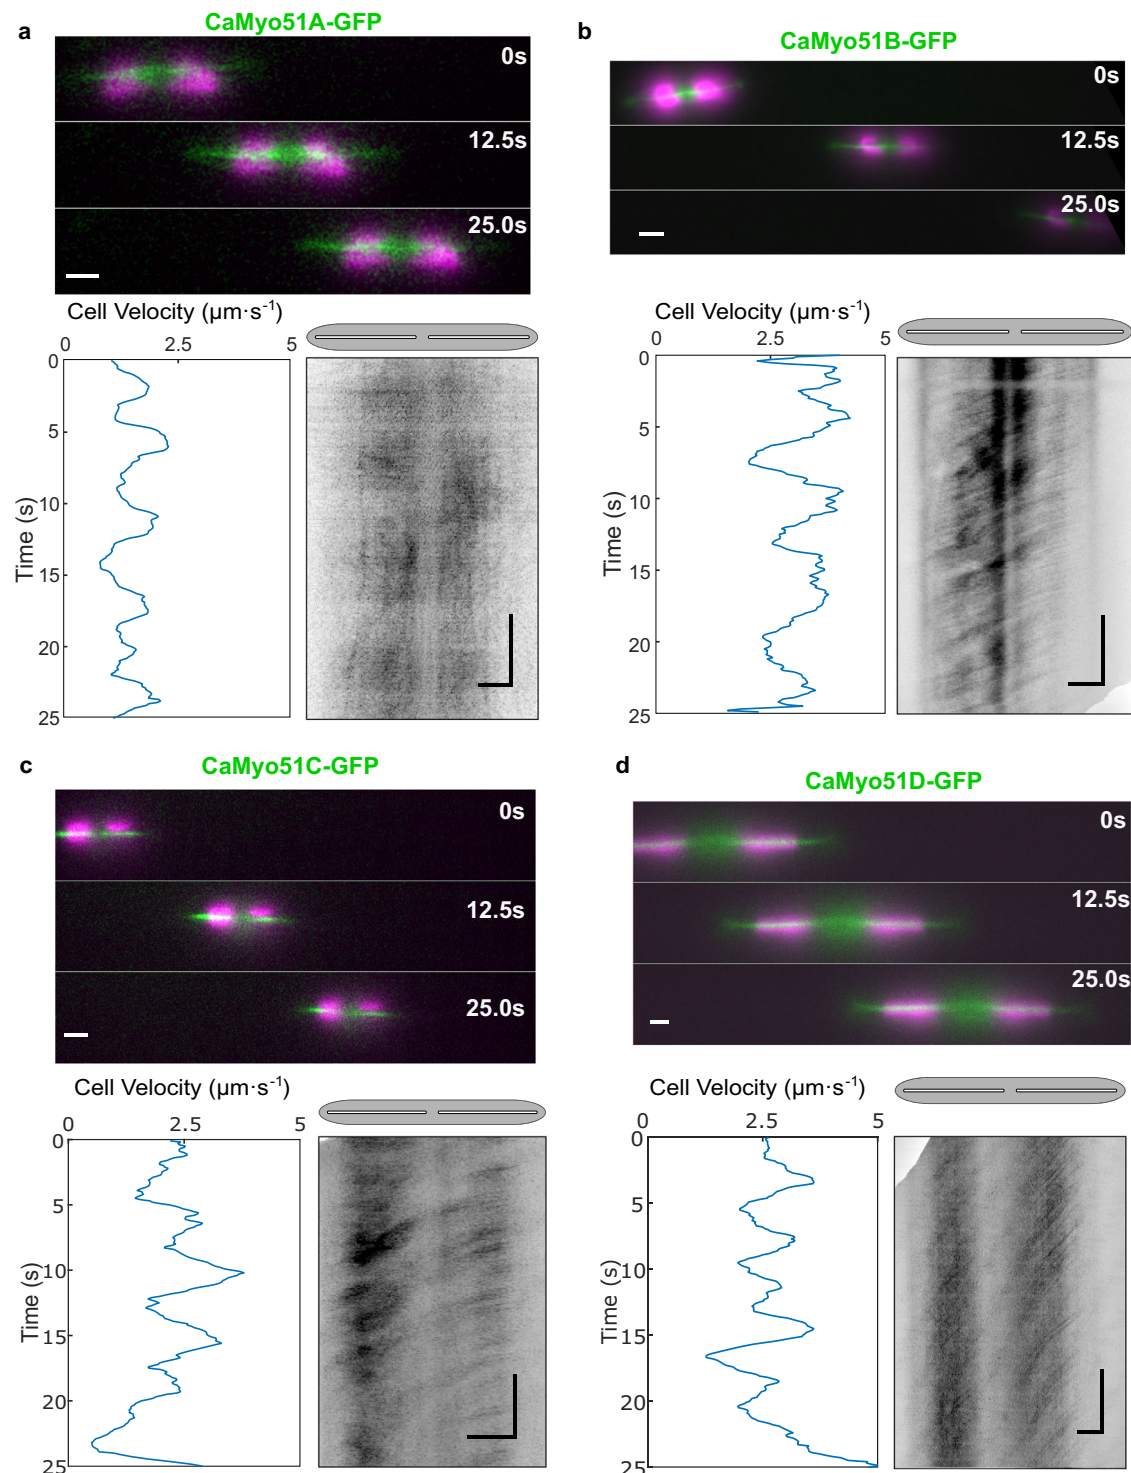 a
CaMyo51A-GFP
0s
12.5s
25.0s
Cell Velocity (µm·s⁻¹)
0 2.5 5
0
5
10
15
20
25
Time (s)
b
CaMyo51B-GFP
0s
12.5s
25.0s
Cell Velocity (µm·s⁻¹)
0 2.5 5
0
5
10
15
20
25
Time (s)
c
CaMyo51C-GFP
0s
12.5s
25.0s
Cell Velocity (µm·s⁻¹)
0 2.5 5
0
5
10
15
20
25
Time (s)
d
CaMyo51D-GFP
0s
12.5s
25.0s
Cell Velocity (µm·s⁻¹)
0 2.5 5
0
5
10
15
20
25
Time (s)